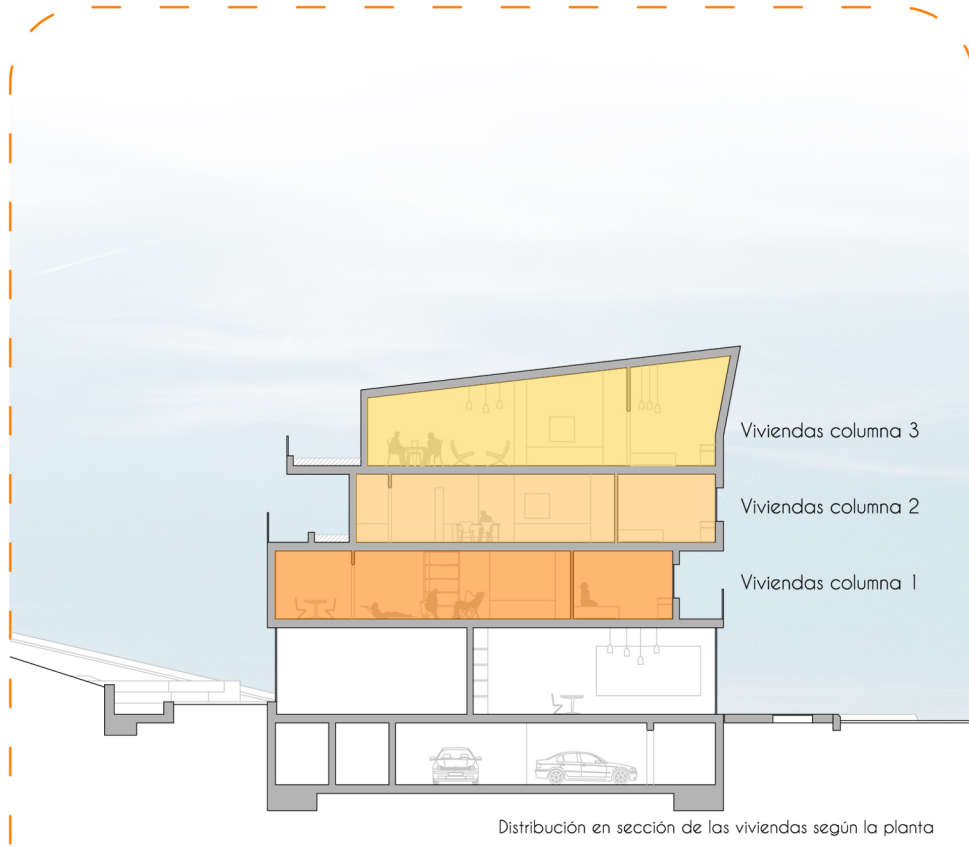 Viviendas columna 3
Viviendas columna 2
Viviendas columna 1
Distribución en sección de las viviendas según la planta